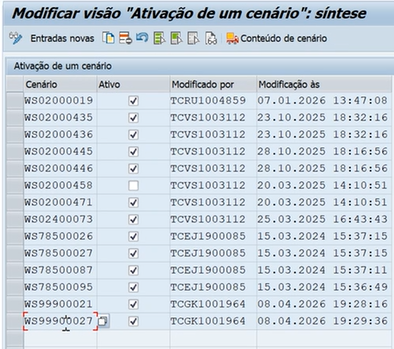 Modificar visão "Ativação de um cenário": síntese
Entradas novas Conteúdo de cenário
Ativação de um cenário
Cenário Ativo Modificado por Modificação às
WS02000019 TCRU1004859 07.01.2026 13:47:08
WS02000435 TCVS1003112 23.10.2025 18:32:16
WS02000436 TCVS1003112 23.10.2025 18:32:16
WS02000445 TCVS1003112 28.10.2025 18:16:56
WS02000446 TCVS1003112 28.10.2025 18:16:56
WS02000458 TCVS1003112 20.03.2025 14:10:51
WS02000471 TCVS1003112 20.03.2025 14:10:51
WS02400073 TCVS1003112 25.03.2025 16:43:43
WS78500026 TCEJ1900085 15.03.2024 15:37:15
WS78500027 TCEJ1900085 15.03.2024 15:37:15
WS78500087 TCEJ1900085 15.03.2024 15:37:11
WS78500095 TCEJ1900085 15.03.2024 15:36:49
WS99900021 TCGK1001964 08.04.2026 19:28:16
WS99900027 TCGK1001964 08.04.2026 19:29:36